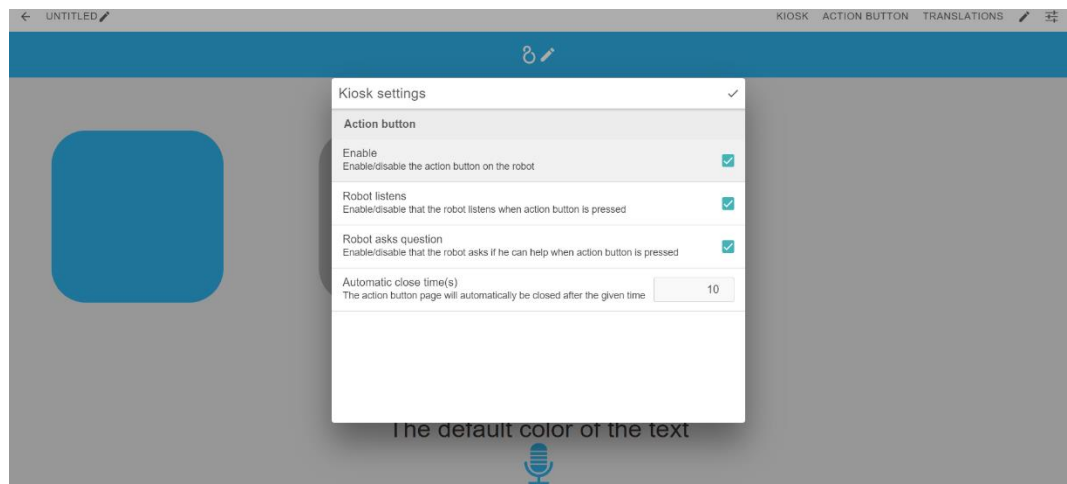 UNTITLED
KIOSK ACTION BUTTON TRANSLATIONS
Kiosk settings
Action button
Enable
Enable/disable the action button on the robot
Robot listens
Enable/disable that the robot listens when action button is pressed
Robot asks question
Enable/disable that the robot asks if he can help when action button is pressed
Automatic close time(s)
The action button page will automatically be closed after the given time
10
The default color of the text